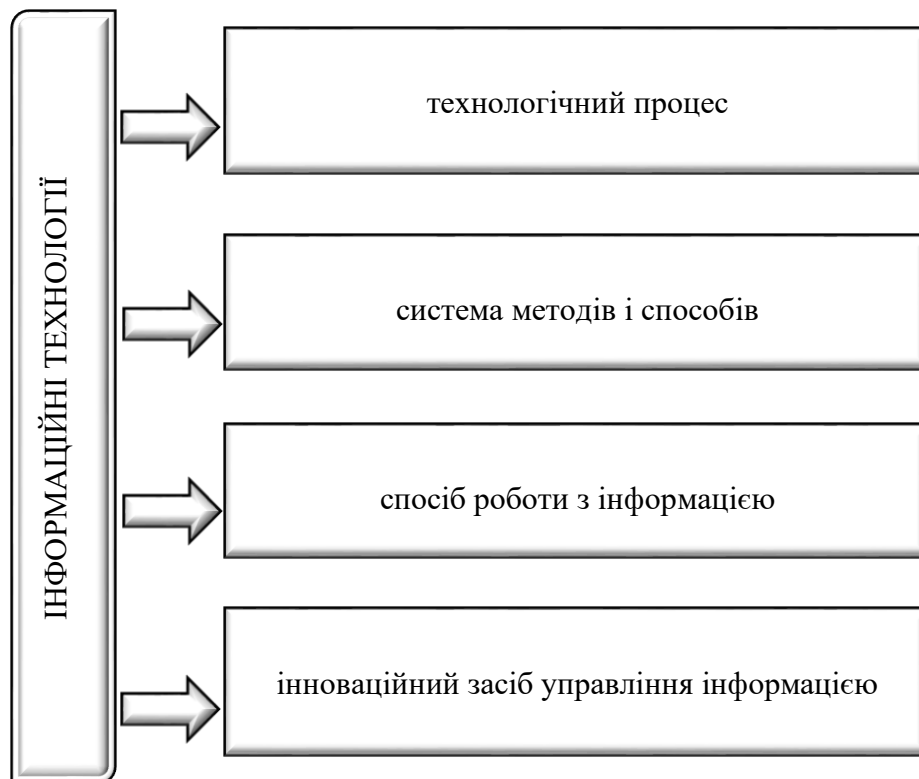 ІНФОРМАЦІЙНІ ТЕХНОЛОГІЇ
технологічний процес
система методів і способів
спосіб роботи з інформацією
інноваційний засіб управління інформацією